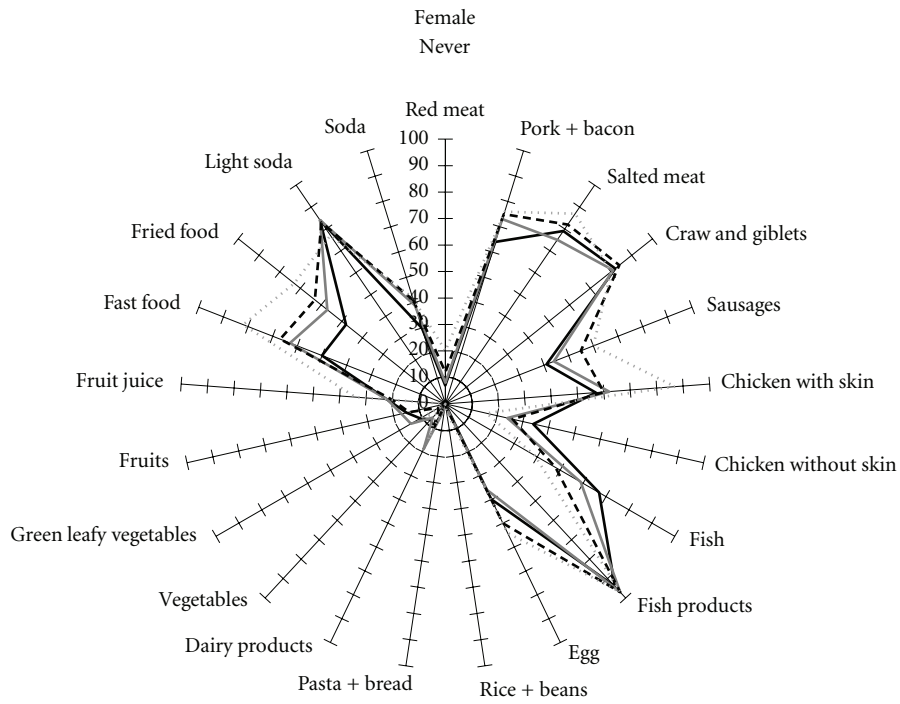 Female
Never
Red meat
Pork + bacon
Salted meat
Craw and giblets
Sausages
Chicken with skin
Chicken without skin
Fish
Fish products
Egg
Rice + beans
Pasta + bread
Dairy products
Vegetables
Green leafy vegetables
Fruits
Fruit juice
Fast food
Fried food
Light soda
Soda
100
90
80
70
60
50
40
30
20
10
0